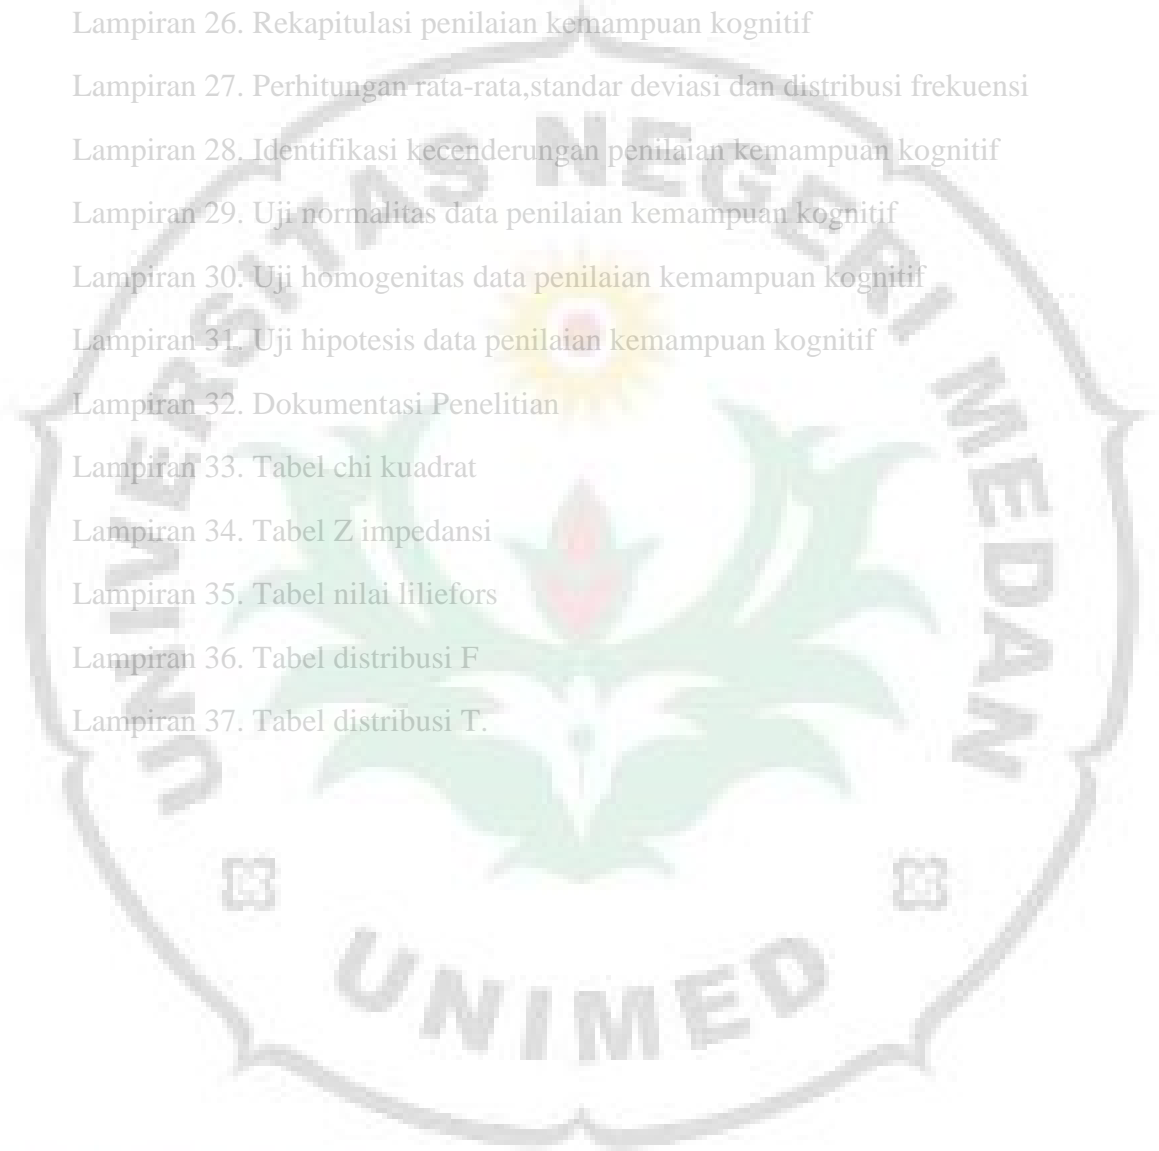 Lampiran 26. Rekapitulasi penilaian kemampuan kognitif
Lampiran 27. Perhitungan rata-rata,standar deviasi dan distribusi frekuensi
Lampiran 28. Identifikasi kecenderungan penilaian kemampuan kognitif
Lampiran 29. Uji normalitas data penilaian kemampuan kognitif
Lampiran 30. Uji homogenitas data penilaian kemampuan kognitif
Lampiran 31. Uji hipotesis data penilaian kemampuan kognitif
Lampiran 32. Dokumentasi Penelitian
Lampiran 33. Tabel chi kuadrat
Lampiran 34. Tabel Z impedansi
Lampiran 35. Tabel nilai liliefors
Lampiran 36. Tabel distribusi F
Lampiran 37. Tabel distribusi T.
UNIVERSITAS NEGERI MEDAN
UNIMED